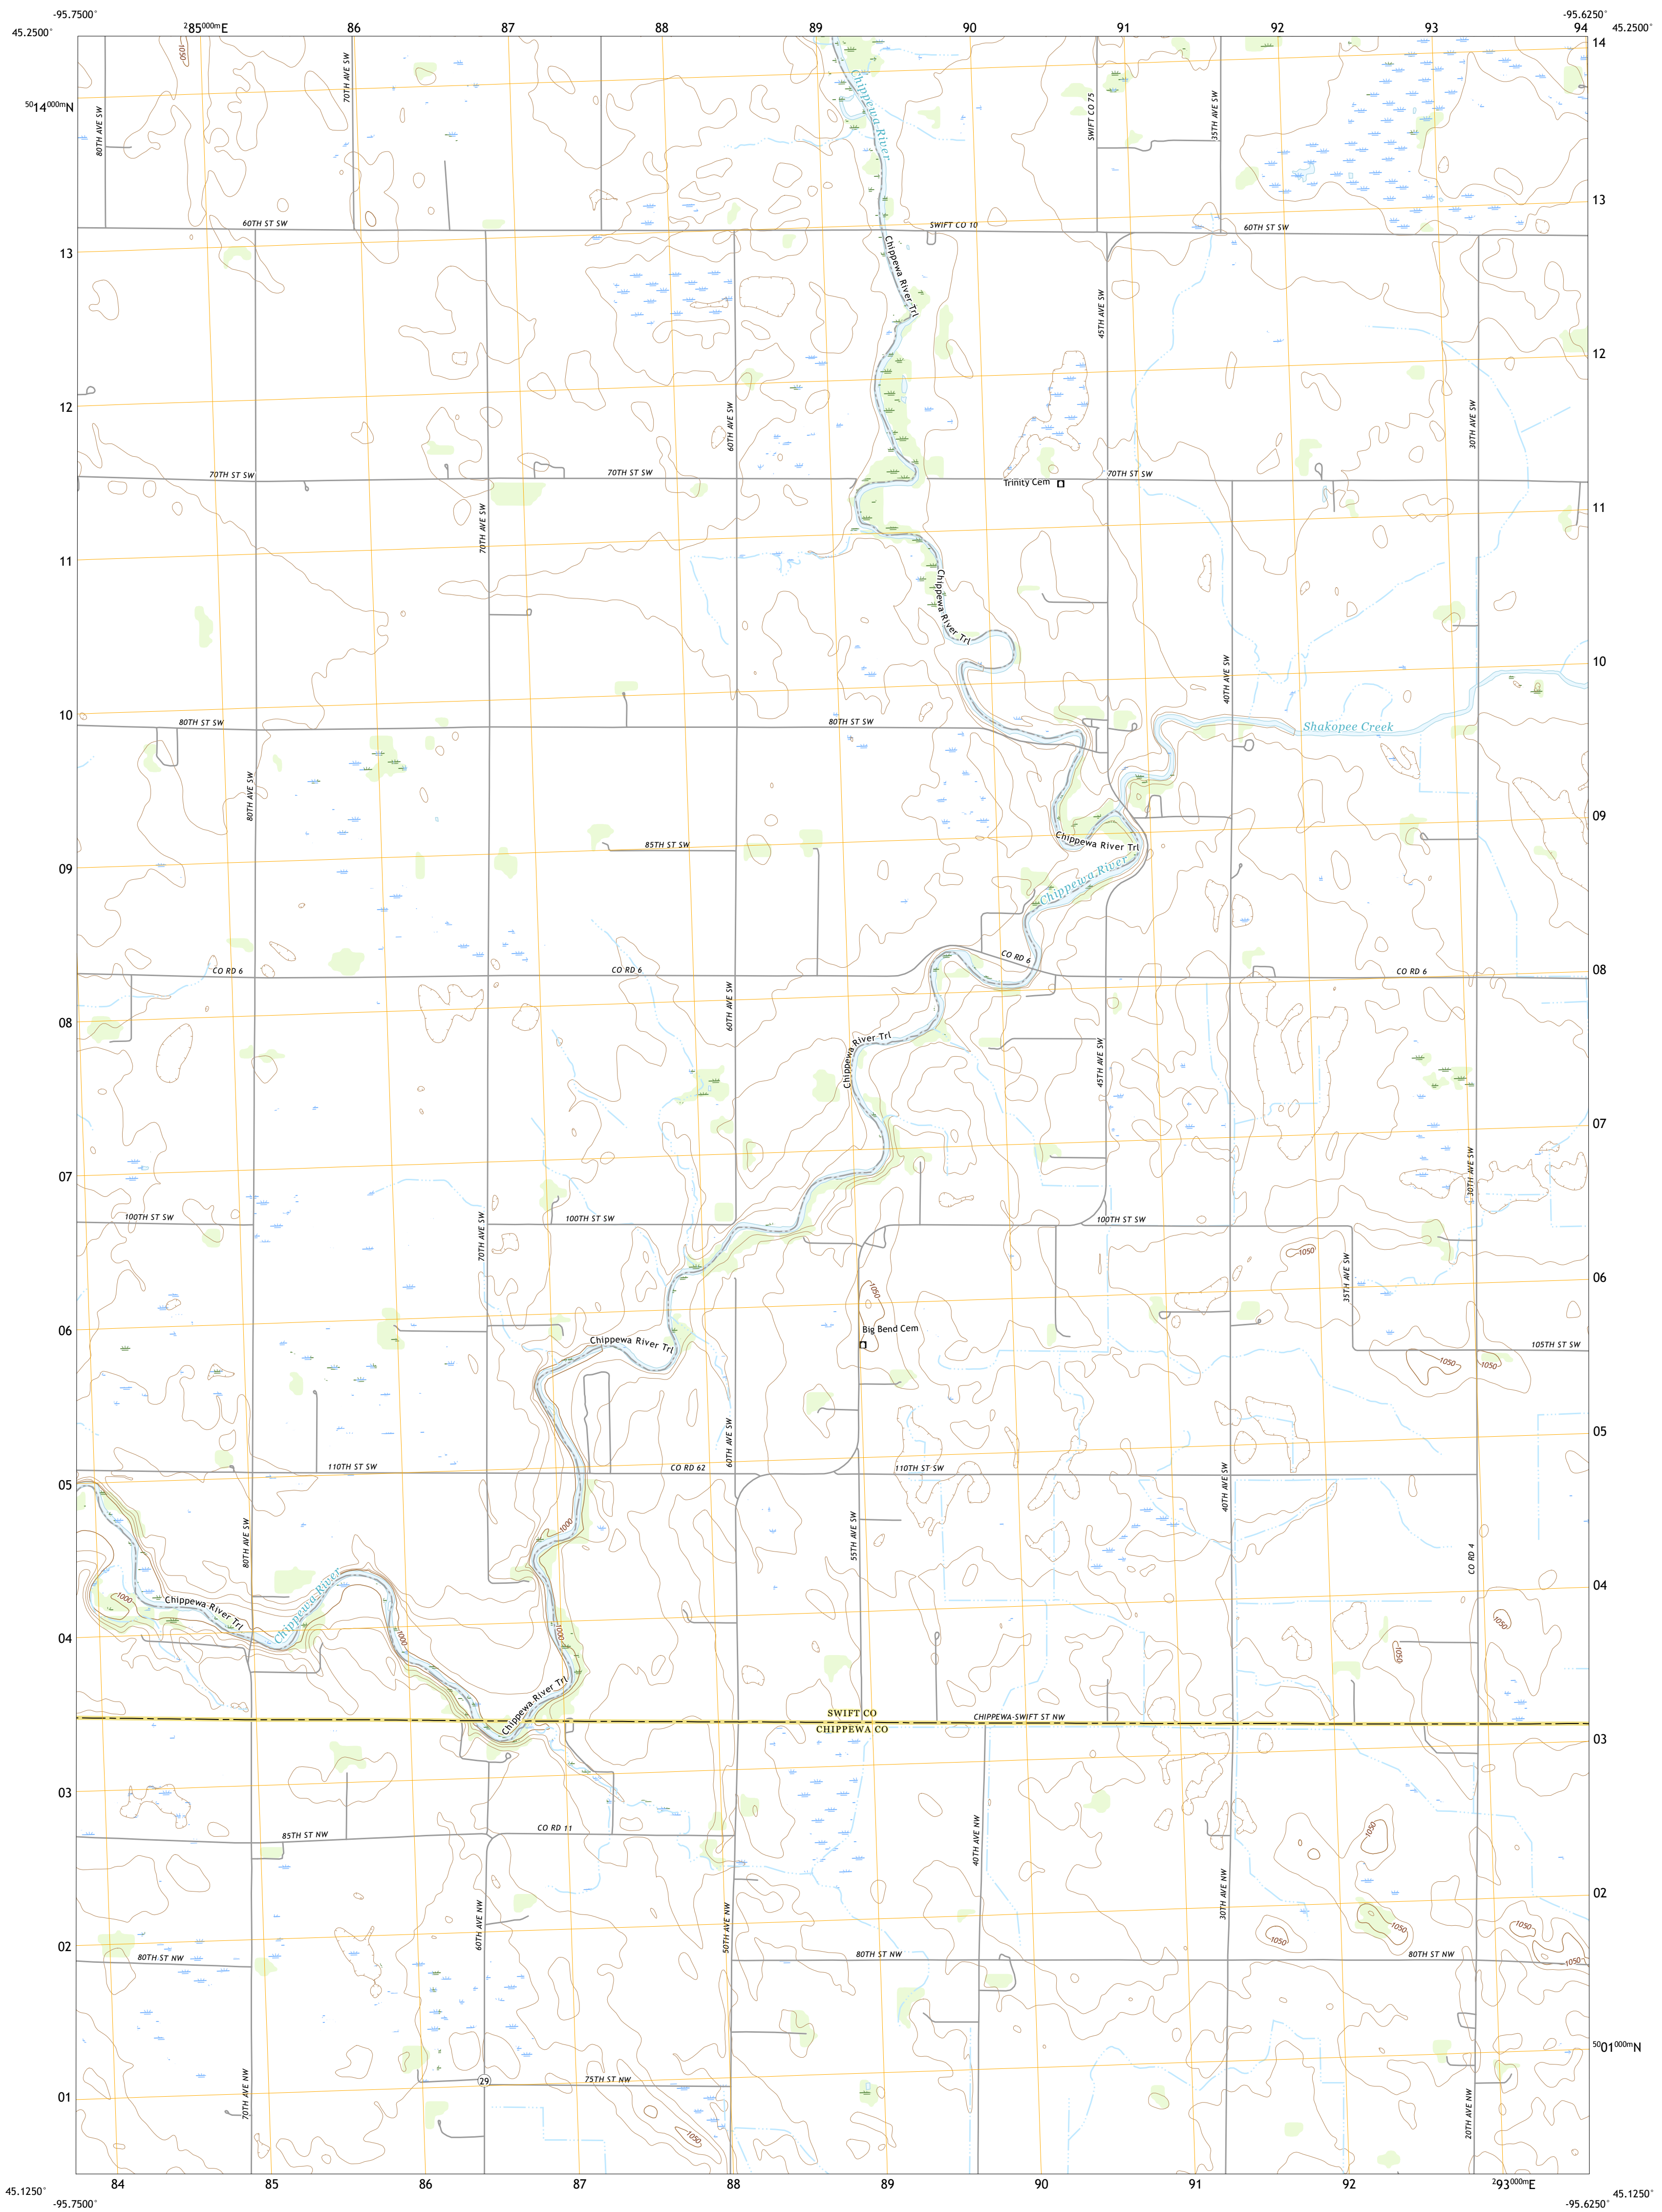 -95.7500°
-95.6250°
45.2500°
45.2500°
²85⁰⁰⁰ᵐE 86 87 88 89 90 91 92 93 94
14
⁵⁰14⁰⁰⁰ᵐN
1050
70TH AVE SW
80TH AVE SW
Chippewa River
SWIFT CO 75
35TH AVE SW
13
60TH ST SW
SWIFT CO 10
60TH ST SW
13
Chippewa River Trl
45TH AVE SW
12
12
60TH AVE SW
30TH AVE SW
70TH ST SW
70TH ST SW
70TH ST SW
Trinity Cem
11
70TH AVE SW
11
Chippewa River Trl
10
40TH AVE SW
10
80TH ST SW
80TH ST SW
Shakopee Creek
80TH AVE SW
09
85TH ST SW
Chippewa River Trl
Chippewa River
09
CO RD 6
CO RD 6
CO RD 6
CO RD 6
08
60TH AVE SW
08
Chippewa River Trl
45TH AVE SW
07
30TH AVE SW
07
100TH ST SW
100TH ST SW
100TH ST SW
70TH AVE SW
1050
35TH AVE SW
06
1050
Big Bend Cem
06
Chippewa River Trl
105TH ST SW
1050
1050
05
60TH AVE SW
110TH ST SW
CO RD 62
110TH ST SW
40TH AVE SW
05
1000
80TH AVE SW
55TH AVE SW
CO RD 4
04
1000
Chippewa River Trl
Chippewa River
1000
1000
1050
1050
04
Chippewa River Trl
SWIFT CO
CHIPPEWA CO
CHIPPEWA-SWIFT ST NW
03
03
85TH ST NW
CO RD 11
40TH AVE NW
1050
30TH AVE NW
02
60TH AVE NW
50TH AVE NW
1050
1050
1050
1050
02
80TH ST NW
80TH ST NW
80TH ST NW
⁵⁰01⁰⁰⁰ᵐN
29
75TH ST NW
70TH AVE NW
01
1050
20TH AVE NW
84 85 86 87 88 89 90 91 92 ²93⁰⁰⁰ᵐE
45.1250°
45.1250°
-95.7500°
-95.6250°